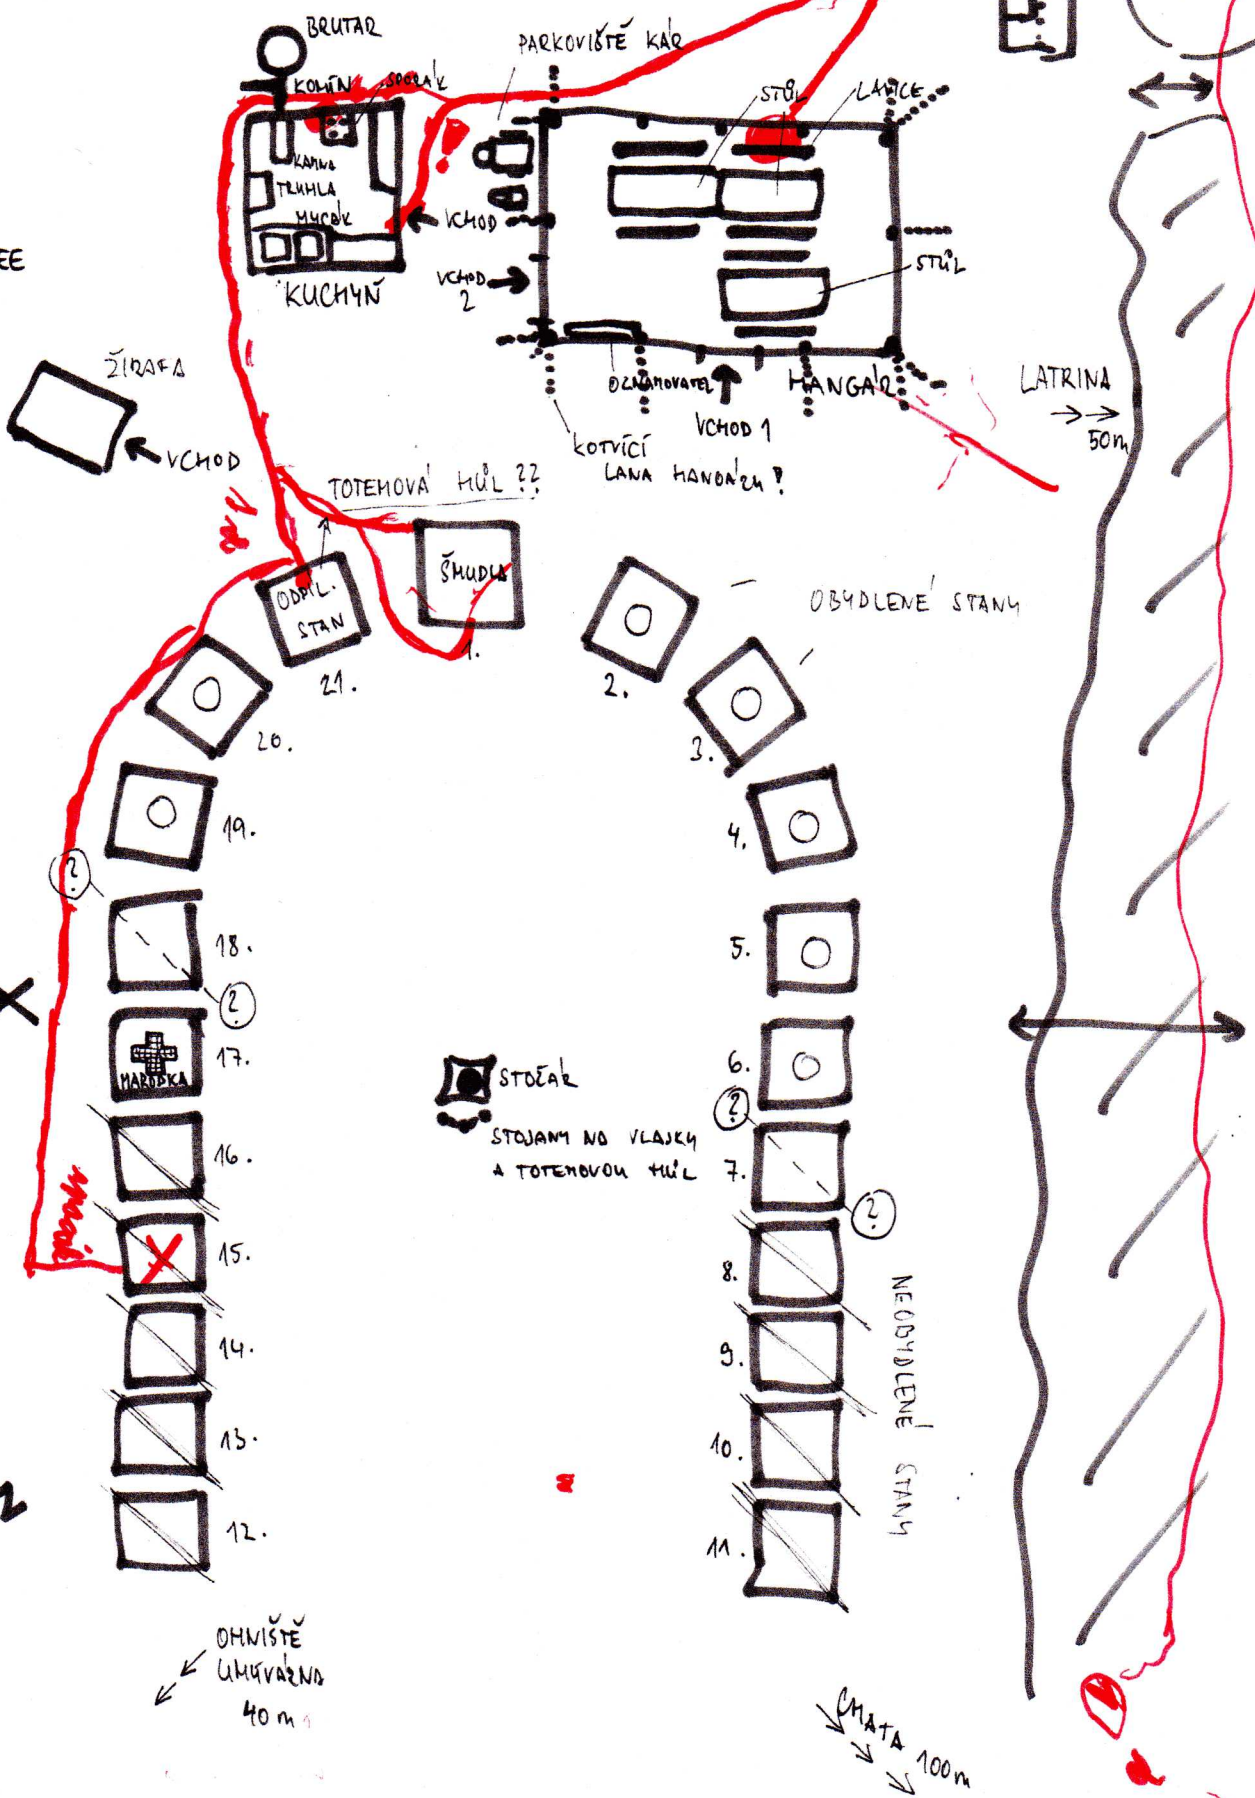 BRUTAR
PARKOVIŠTĚ KÁR
KOMÍN
SPORÁK
STŮL
LAVICE
KAMNA
TRUHLA
MYCÁK
VCHOD
VCHOD
2
STŮL
EE
KUCHYŇ
ŽIRAFA
OZNAMOVATEL
HANGÁR
LATRINA
50m
VCHOD 1
VCHOD
KOTVÍCÍ
LANA HANGÁRU ?
TOTEMOVÁ HŮL ??
ŠMUDLA
ODPOL.
STAN
OBYDLENÉ STANY
1.
21.
2.
20.
3.
19.
4.
?
18.
5.
?
17.
MARODKA
6.
STOŽÁR
?
STOJANY NA VLAJKY
A TOTEMOVOU HŮL
16.
7.
?
15.
8.
NEOBYDLENÉ STANY
14.
9.
13.
10.
12.
11.
OHNIŠTĚ
UMÝVÁRNA
40 m
CHATA 100m